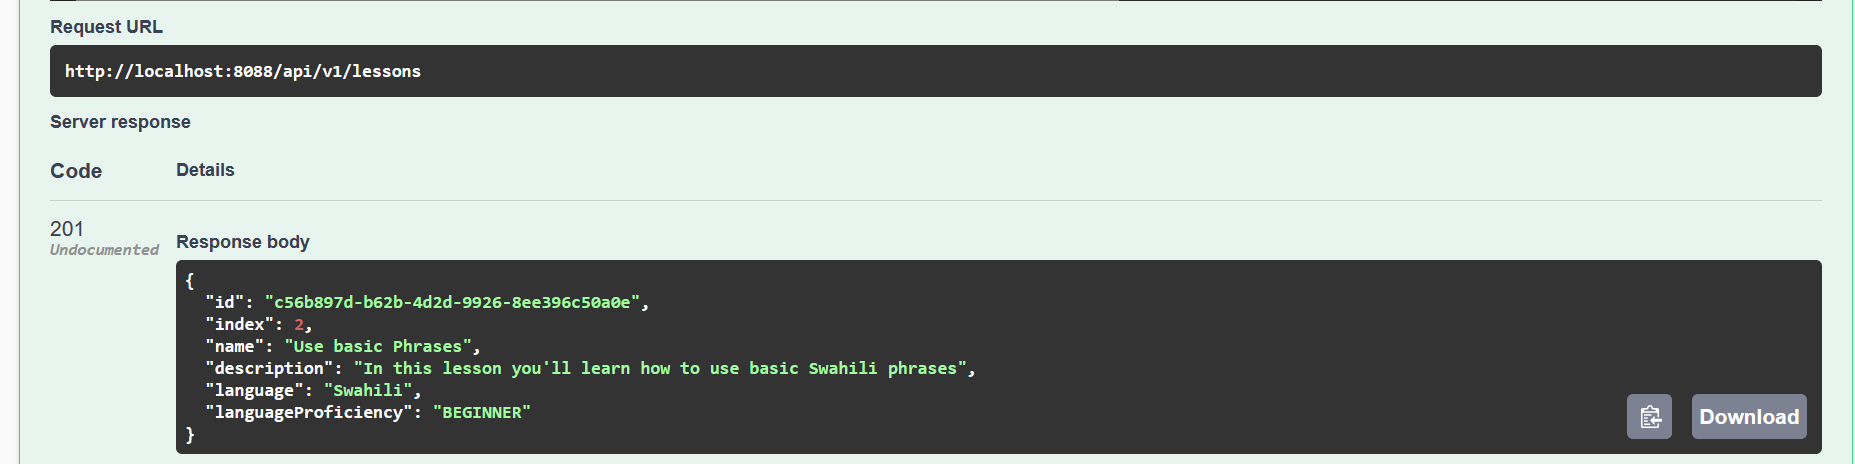 Request URL
http://localhost:8088/api/v1/lessons
Server response
Code Details
201
Undocumented
Response body
{
"id": "c56b897d-b62b-4d2d-9926-8ee396c50a0e",
"index": 2,
"name": "Use basic Phrases",
"description": "In this lesson you'll learn how to use basic Swahili phrases",
"language": "Swahili",
"languageProficiency": "BEGINNER"
}
Download